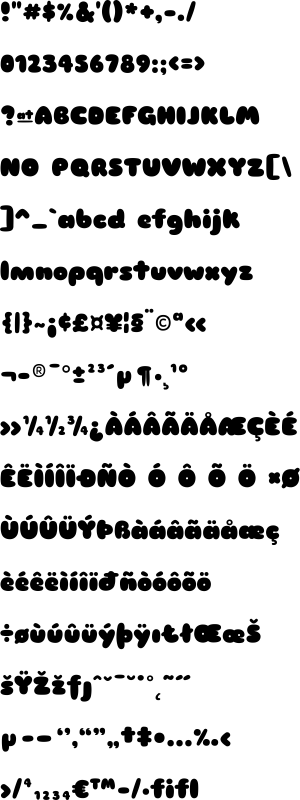 !"#$%&'()*+,-./
0123456789:;<=>
?@ABCDEFGHIJKLM
NO PQRSTUVWXYZ[\
]^_`abcd efghijk
lmnopqrstuvwxyz
{|}~¡¢£¤¥¦§¨©ª«
¬-®¯°±²³´µ¶·¸¹º
»¼½¾¿ÀÁÂÃÄÅÆÇÈÉ
ÊËÌÍÎÏÐÑÒ Ó Ô Õ Ö ×Ø
ÙÚÛÜÝÞßàáâãäåæç
èéêëìíîïðñòóôõö
÷øùúûüýþÿıŁłŒœŠ
šŸŽžƒȷˆˇˉ˘˙˚˛˜˝
μ–—‘’‚“”„†‡•…‰‹
›⁄⁴₁₂₃₄€™−∕∙fifl